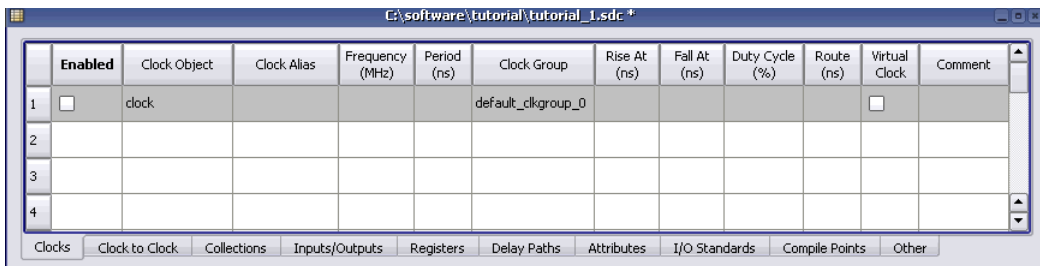 C:\software\tutorial\tutorial_1.sdc *
Enabled Clock Object Clock Alias Frequency (MHz) Period (ns) Clock Group Rise At (ns) Fall At (ns) Duty Cycle (%) Route (ns) Virtual Clock Comment
1 clock default_clkgroup_0
2
3
4
Clocks Clock to Clock Collections Inputs/Outputs Registers Delay Paths Attributes I/O Standards Compile Points Other